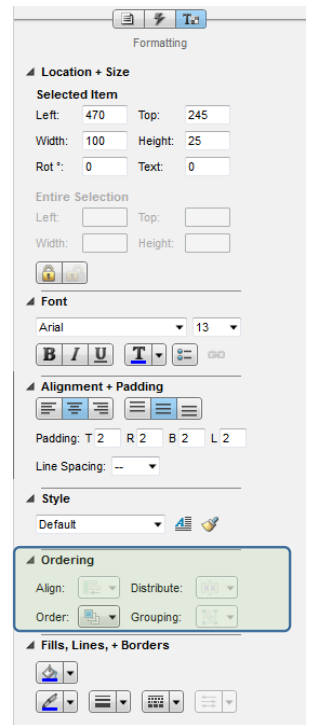 Formatting
Location + Size
Selected Item
Left: 470 Top: 245
Width: 100 Height: 25
Rot °: 0 Text: 0
Entire Selection
Left: Top:
Width: Height:
Font
Arial 13
B I U T
Alignment + Padding
Padding: T 2 R 2 B 2 L 2
Line Spacing: --
Style
Default
Ordering
Align: Distribute:
Order: Grouping:
Fills, Lines, + Borders